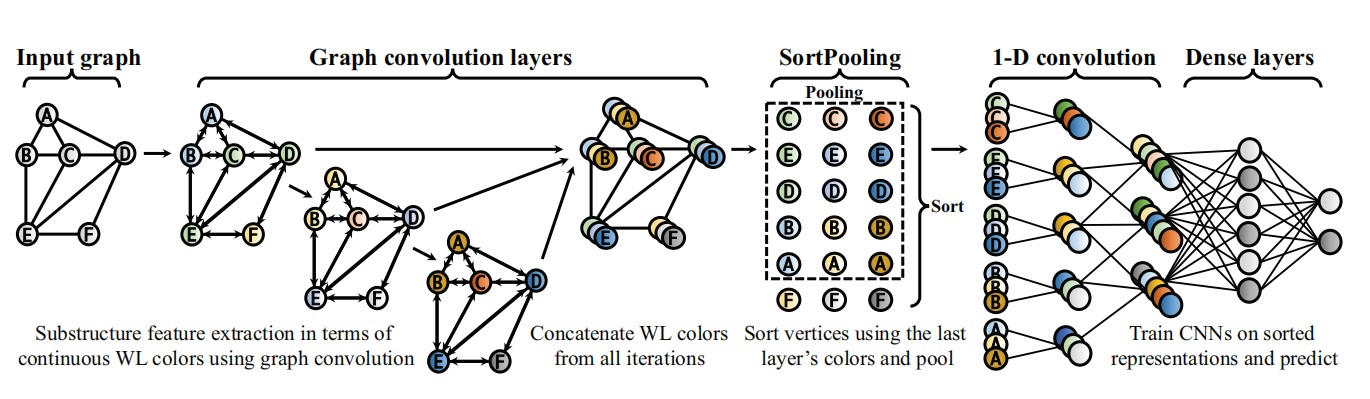 Input graph
Graph convolution layers
SortPooling
1-D convolution
Dense layers
Pooling
A
B
C
D
E
F
A
B
C
D
E
F
A
B
C
D
E
F
A
B
C
D
E
F
A
B
C
D
E
F
C C C
E E E
D D D
B B B
A A A
F F F
Sort
C
C
C
E
E
E
D
D
D
B
B
B
A
A
A
Substructure feature extraction in terms of
continuous WL colors using graph convolution
Concatenate WL colors
from all iterations
Sort vertices using the last
layer's colors and pool
Train CNNs on sorted
representations and predict